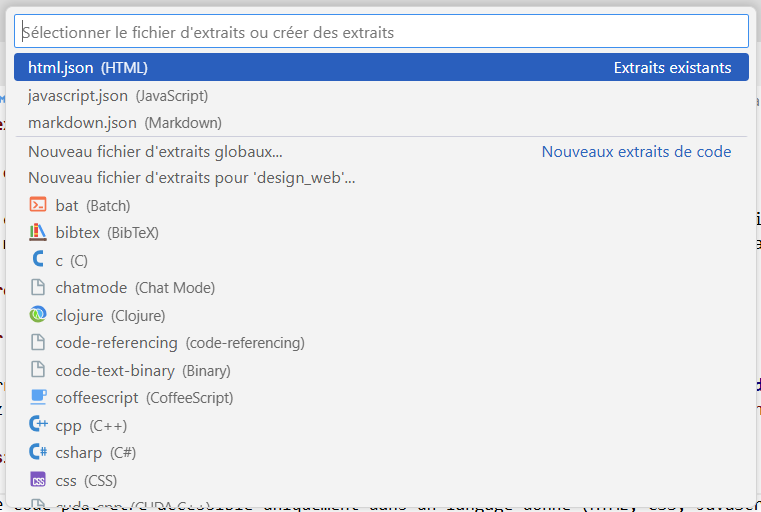 Sélectionner le fichier d'extraits ou créer des extraits
html.json (HTML) Extraits existants
javascript.json (JavaScript)
markdown.json (Markdown)
Nouveau fichier d'extraits globaux... Nouveaux extraits de code
Nouveau fichier d'extraits pour 'design_web'...
bat (Batch)
bibtex (BibTeX)
c (C)
chatmode (Chat Mode)
clojure (Clojure)
code-referencing (code-referencing)
code-text-binary (Binary)
coffeescript (CoffeeScript)
cpp (C++)
csharp (C#)
css (CSS)